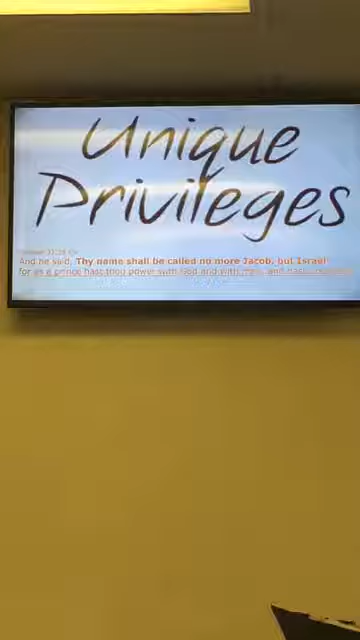 Unique
Privileges
And he said, Thy name shall be called no more Jacob, but Israel
for as a prince hast thou power with God and with men, and hast